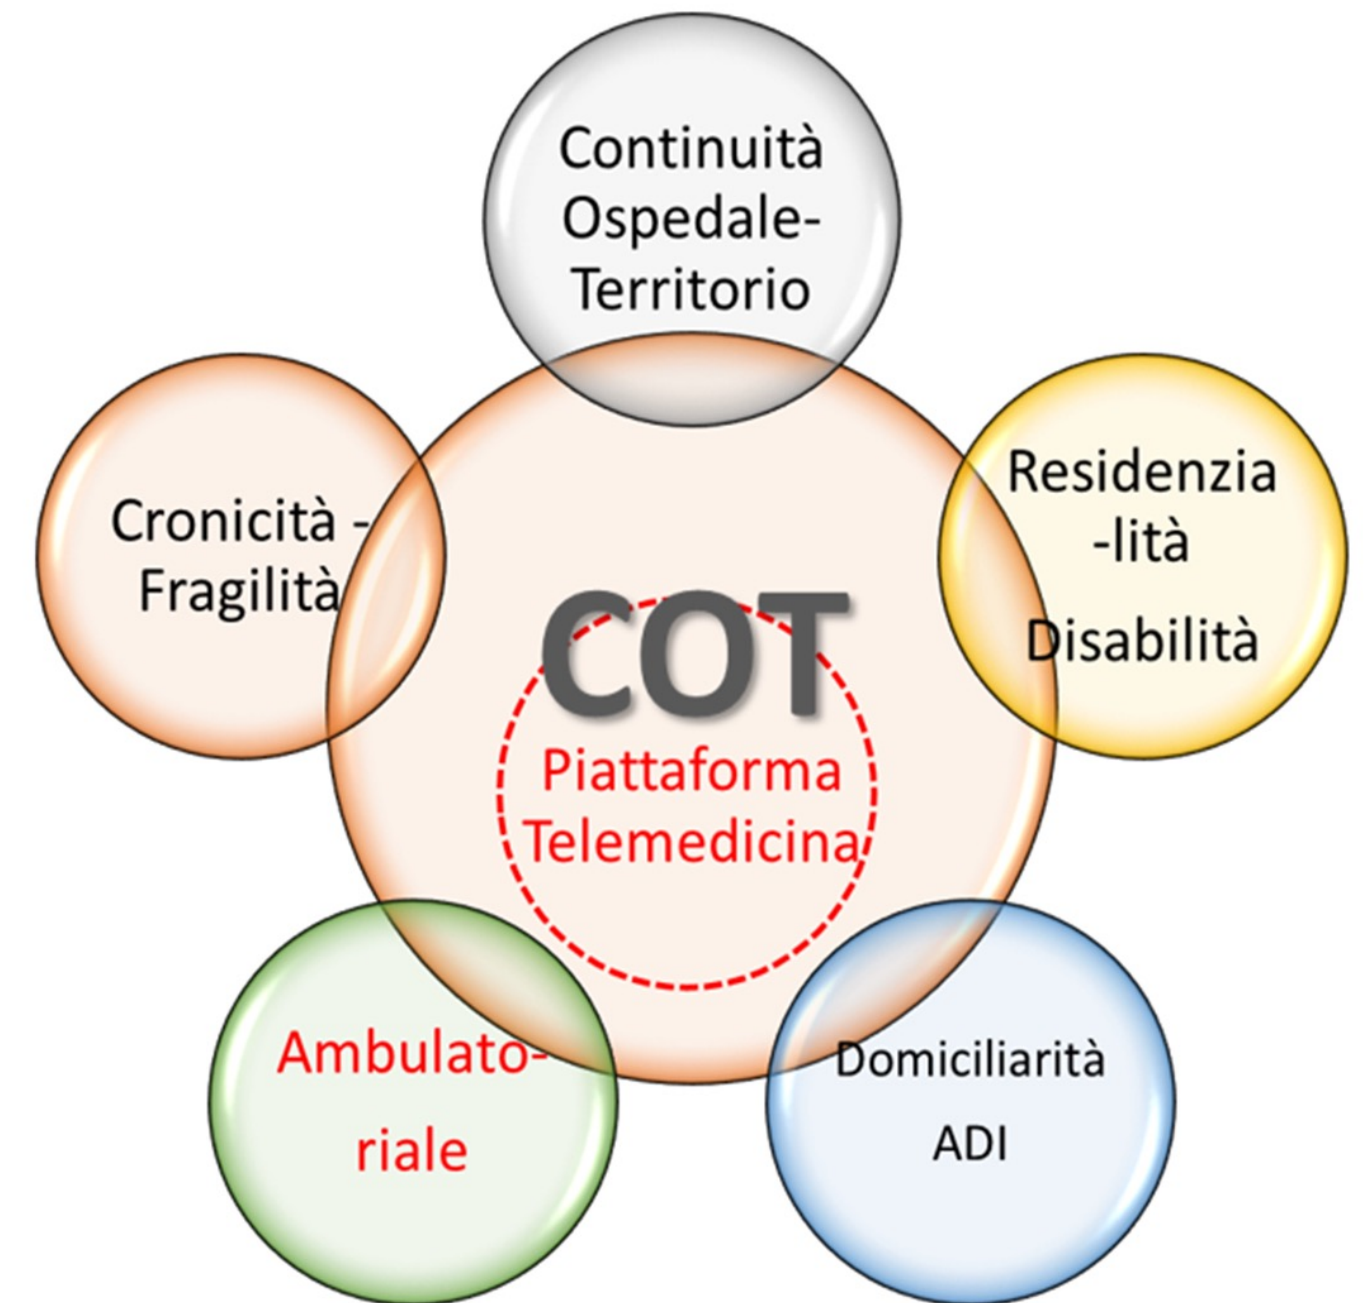 Continuità
Ospedale-
Territorio
Cronicità -
Fragilità
Residenzia
-lità
Disabilità
COT
Piattaforma
Telemedicina
Ambulato-
riale
Domiciliarità
ADI